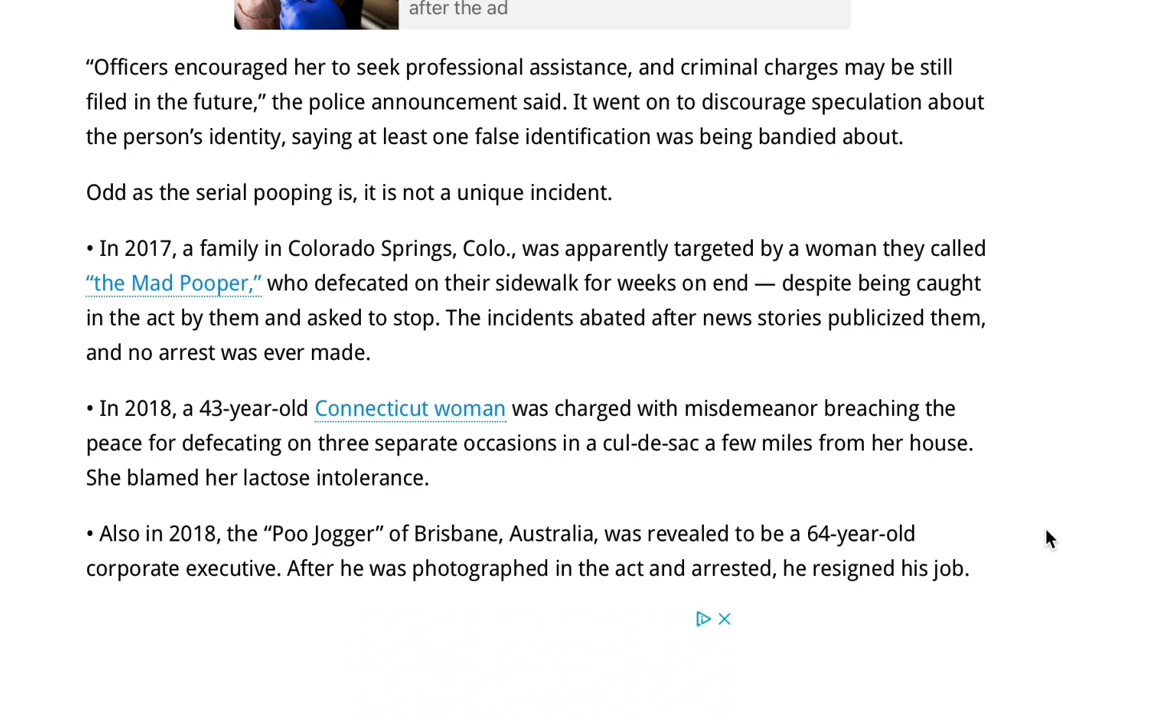 after the ad
“Officers encouraged her to seek professional assistance, and criminal charges may be still
filed in the future,” the police announcement said. It went on to discourage speculation about
the person’s identity, saying at least one false identification was being bandied about.
Odd as the serial pooping is, it is not a unique incident.
• In 2017, a family in Colorado Springs, Colo., was apparently targeted by a woman they called
“the Mad Pooper,” who defecated on their sidewalk for weeks on end — despite being caught
in the act by them and asked to stop. The incidents abated after news stories publicized them,
and no arrest was ever made.
• In 2018, a 43-year-old Connecticut woman was charged with misdemeanor breaching the
peace for defecating on three separate occasions in a cul-de-sac a few miles from her house.
She blamed her lactose intolerance.
• Also in 2018, the “Poo Jogger” of Brisbane, Australia, was revealed to be a 64-year-old
corporate executive. After he was photographed in the act and arrested, he resigned his job.